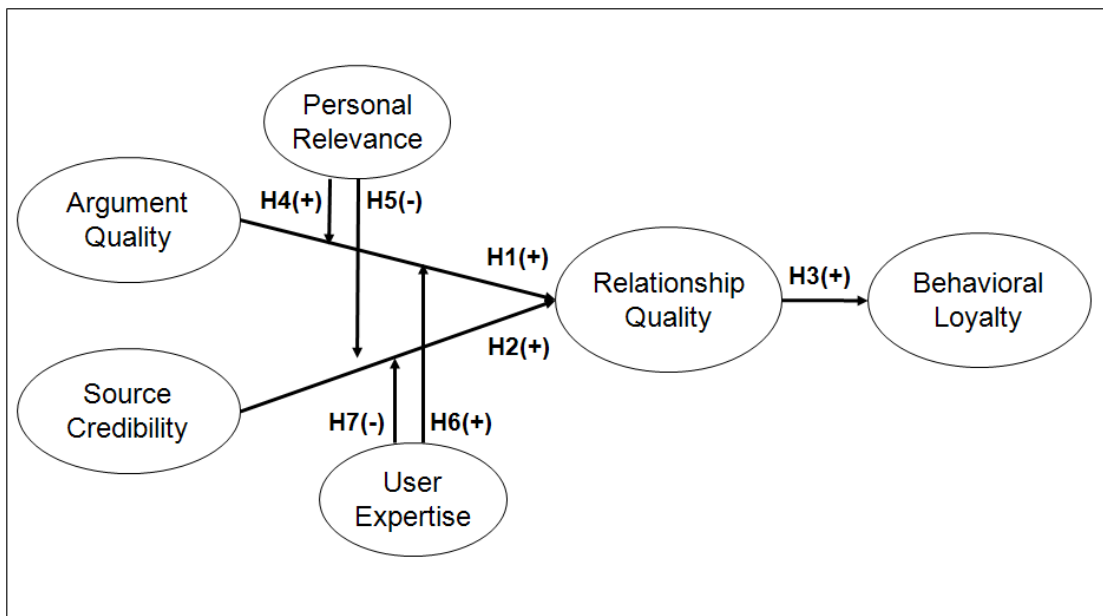 Personal
Relevance
H4(+)
H5(-)
Argument
Quality
H1(+)
Relationship
Quality
H3(+)
Behavioral
Loyalty
H2(+)
Source
Credibility
H7(-)
H6(+)
User
Expertise